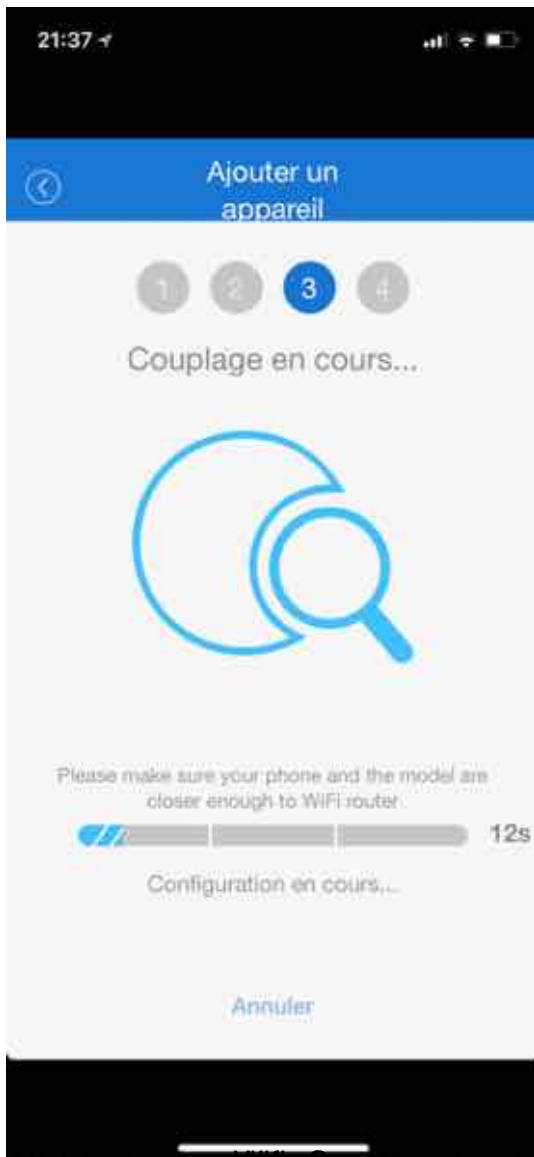 21:37
Ajouter un
appareil
1 2 3 4
Couplage en cours...
Please make sure your phone and the model are
closer enough to WiFi router
12s
Configuration en cours...
Annuler